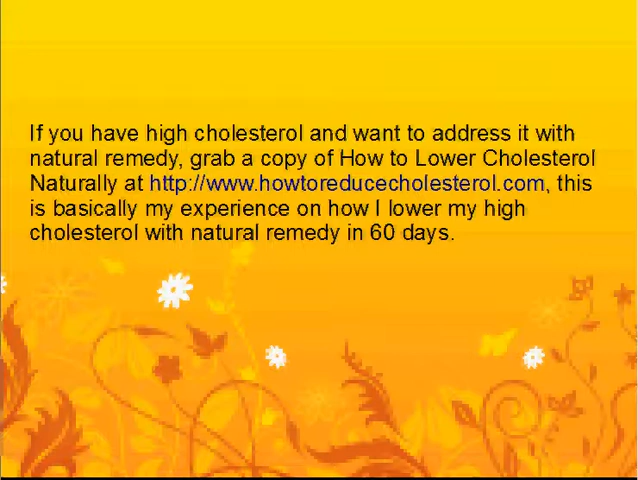 If you have high cholesterol and want to address it with
natural remedy, grab a copy of How to Lower Cholesterol
Naturally at http://www.howtoreducecholesterol.com, this
is basically my experience on how I lower my high
cholesterol with natural remedy in 60 days.